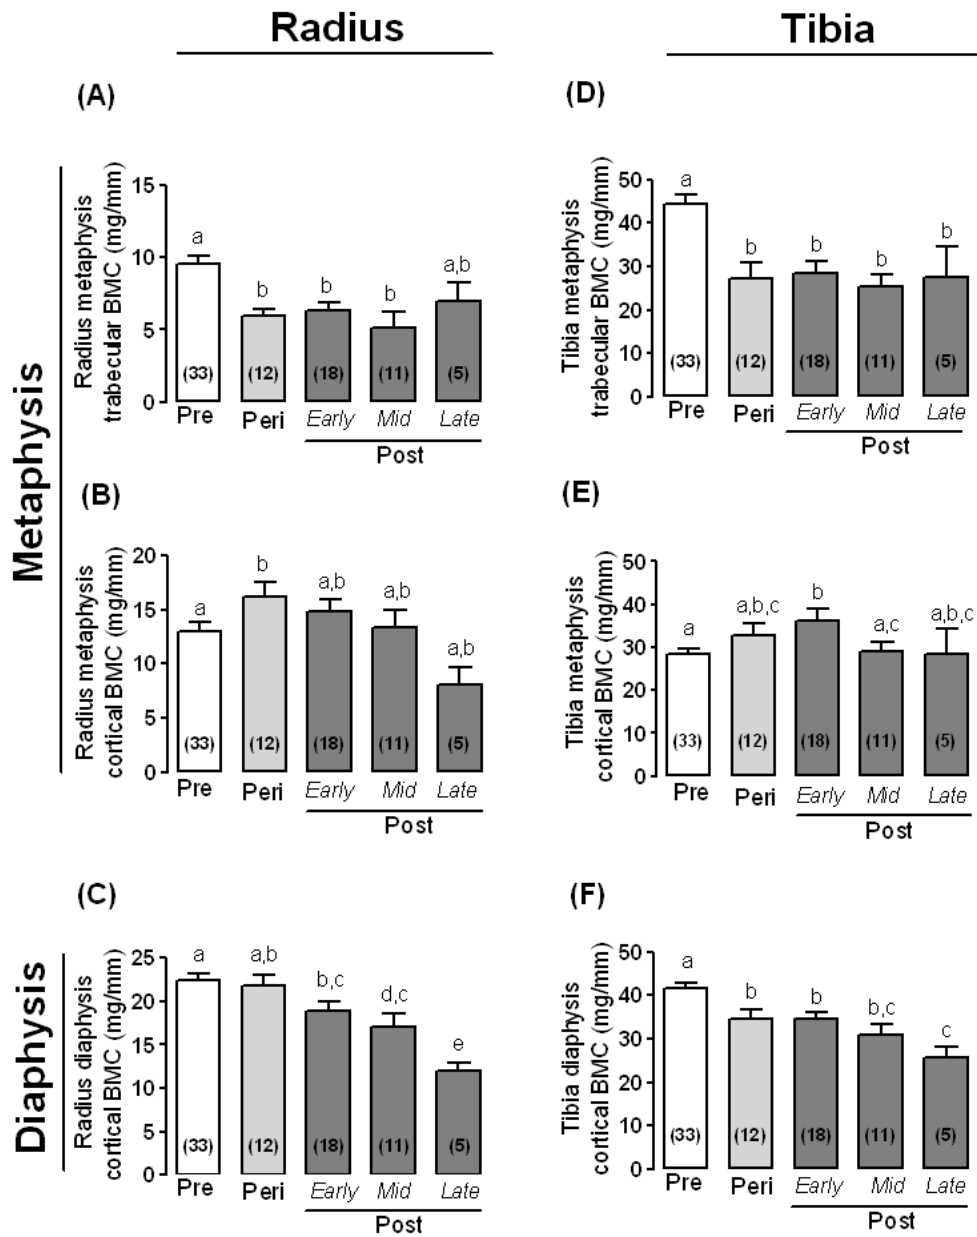 Radius
Tibia
Metaphysis
Diaphysis
(A)
Radius metaphysis
trabecular BMC (mg/mm)
15
10
5
0
a
b
b
b
a,b
(33)
(12)
(18)
(11)
(5)
Pre
Peri
Early
Mid
Late
Post
(D)
Tibia metaphysis
trabecular BMC (mg/mm)
50
40
30
20
10
0
a
b
b
b
b
(33)
(12)
(18)
(11)
(5)
Pre
Peri
Early
Mid
Late
Post
(B)
Radius metaphysis
cortical BMC (mg/mm)
20
15
10
5
0
a
b
a,b
a,b
a,b
(33)
(12)
(18)
(11)
(5)
Pre
Peri
Early
Mid
Late
Post
(E)
Tibia metaphysis
cortical BMC (mg/mm)
50
40
30
20
10
0
a
a,b,c
b
a,c
a,b,c
(33)
(12)
(18)
(11)
(5)
Pre
Peri
Early
Mid
Late
Post
(C)
Radius diaphysis
cortical BMC (mg/mm)
25
20
15
10
5
0
a
a,b
b,c
d,c
e
(33)
(12)
(18)
(11)
(5)
Pre
Peri
Early
Mid
Late
Post
(F)
Tibia diaphysis
cortical BMC (mg/mm)
50
40
30
20
10
0
a
b
b
b,c
c
(33)
(12)
(18)
(11)
(5)
Pre
Peri
Early
Mid
Late
Post